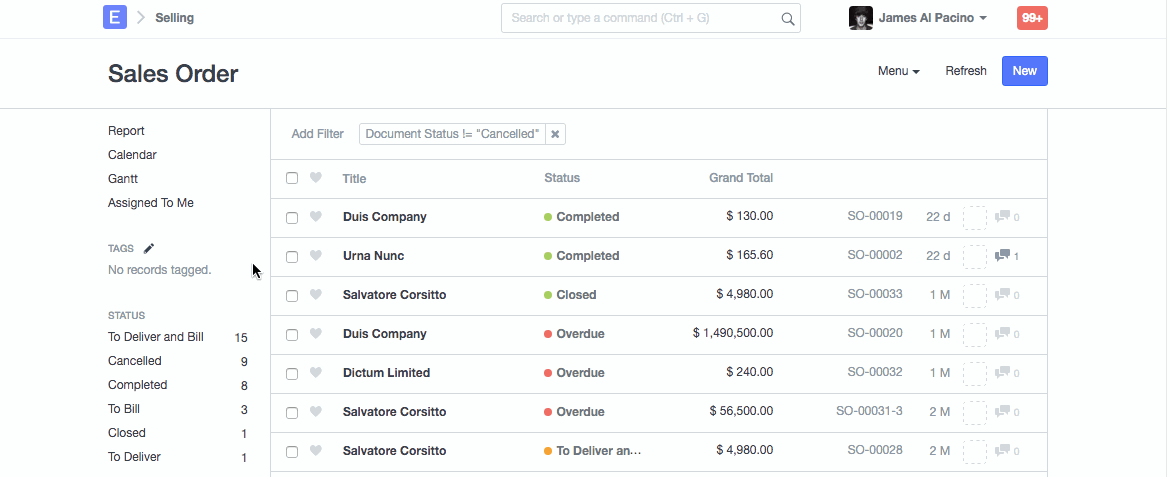 E Selling Search or type a command (Ctrl + G) James Al Pacino 99+
Sales Order Menu Refresh New
Report
Calendar
Gantt
Assigned To Me
TAGS
No records tagged.
STATUS
To Deliver and Bill 15
Cancelled 9
Completed 8
To Bill 3
Closed 1
To Deliver 1
Add Filter Document Status != "Cancelled" ×
Title Status Grand Total
Duis Company Completed $ 130.00 SO-00019 22 d 0
Urna Nunc Completed $ 165.60 SO-00002 22 d 1
Salvatore Corsitto Closed $ 4,980.00 SO-00033 1 M 0
Duis Company Overdue $ 1,490,500.00 SO-00020 1 M 0
Dictum Limited Overdue $ 240.00 SO-00032 1 M 0
Salvatore Corsitto Overdue $ 56,500.00 SO-00031-3 2 M 0
Salvatore Corsitto To Deliver an... $ 4,980.00 SO-00028 2 M 0